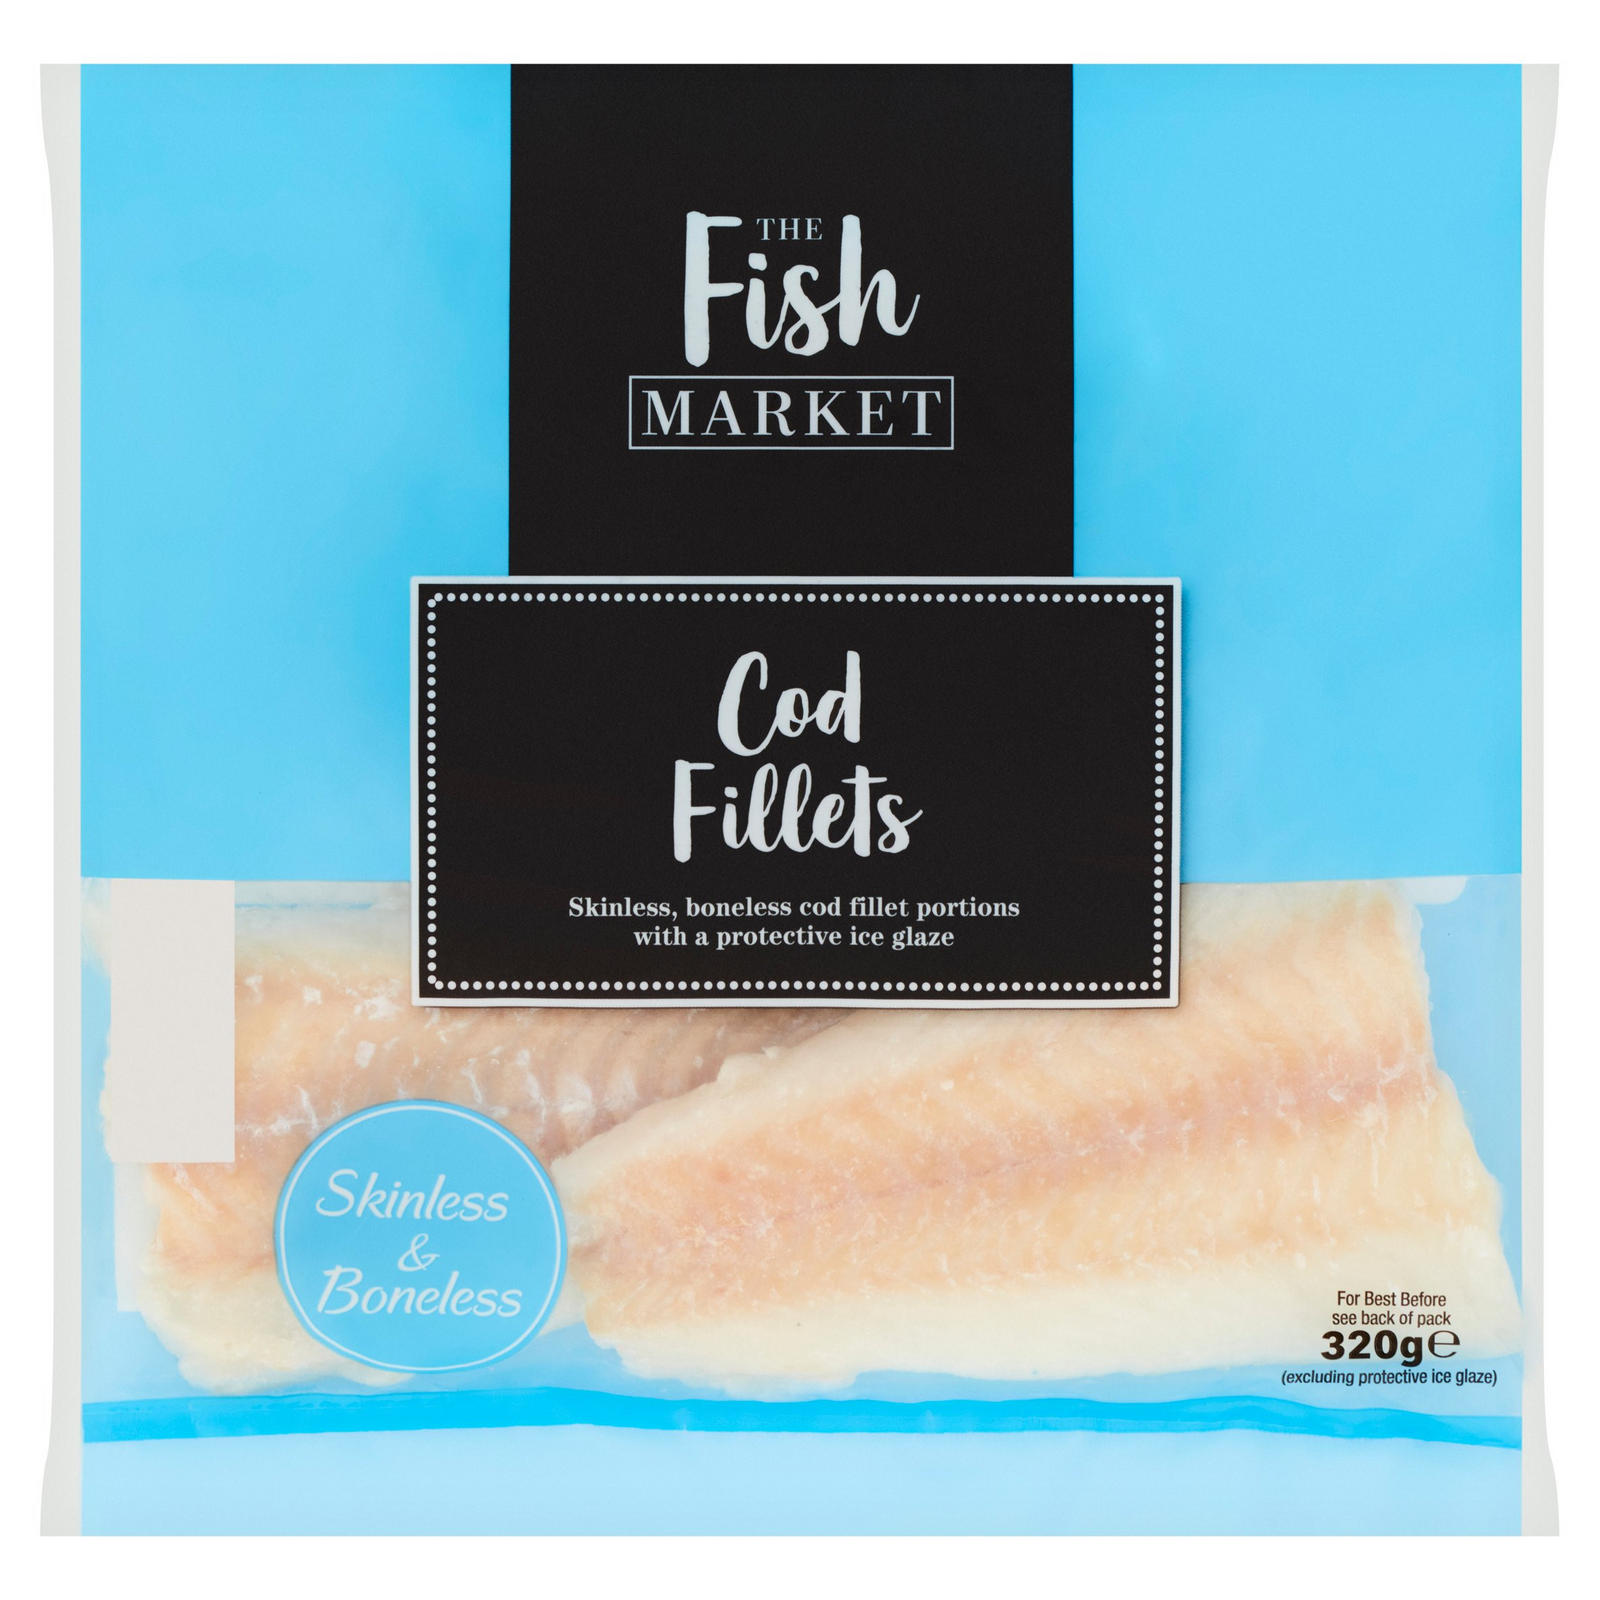 THE
Fish
MARKET
Cod
Fillets
Skinless, boneless cod fillet portions
with a protective ice glaze
Skinless
&
Boneless
For Best Before
see back of pack
320g℮
(excluding protective ice glaze)